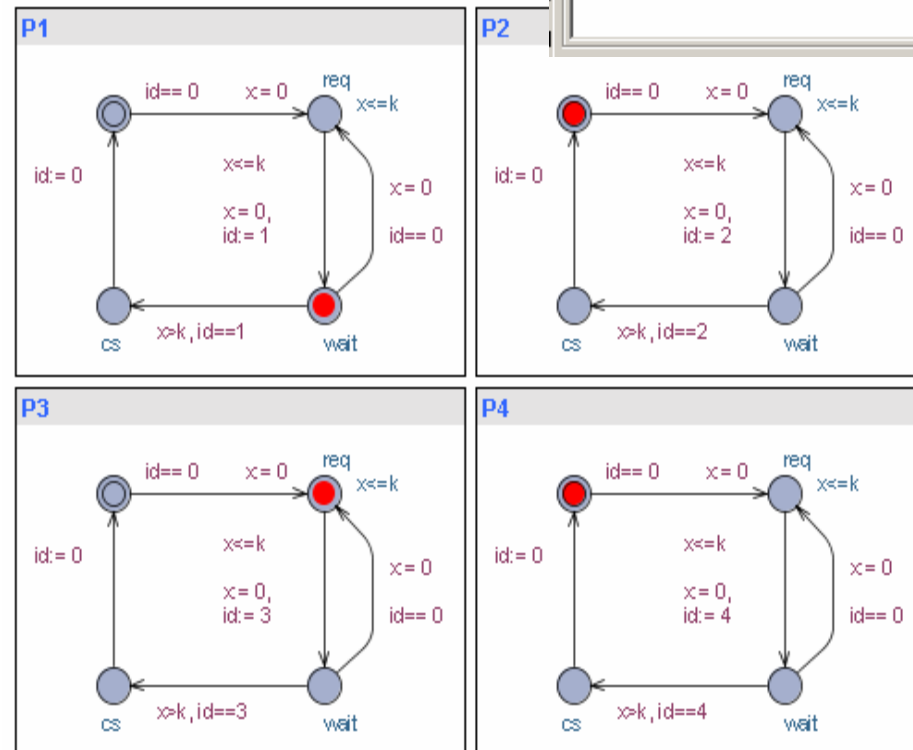 P1
id== 0 x:= 0 req
x<=k
id:= 0
x<=k
x:= 0,
id:= 1
x:= 0
id== 0
x>k,id==1
cs wait
P2
id== 0 x:= 0 req
x<=k
id:= 0
x<=k
x:= 0,
id:= 2
x:= 0
id== 0
x>k,id==2
cs wait
P3
id== 0 x:= 0 req
x<=k
id:= 0
x<=k
x:= 0,
id:= 3
x:= 0
id== 0
x>k,id==3
cs wait
P4
id== 0 x:= 0 req
x<=k
id:= 0
x<=k
x:= 0,
id:= 4
x:= 0
id== 0
x>k,id==4
cs wait